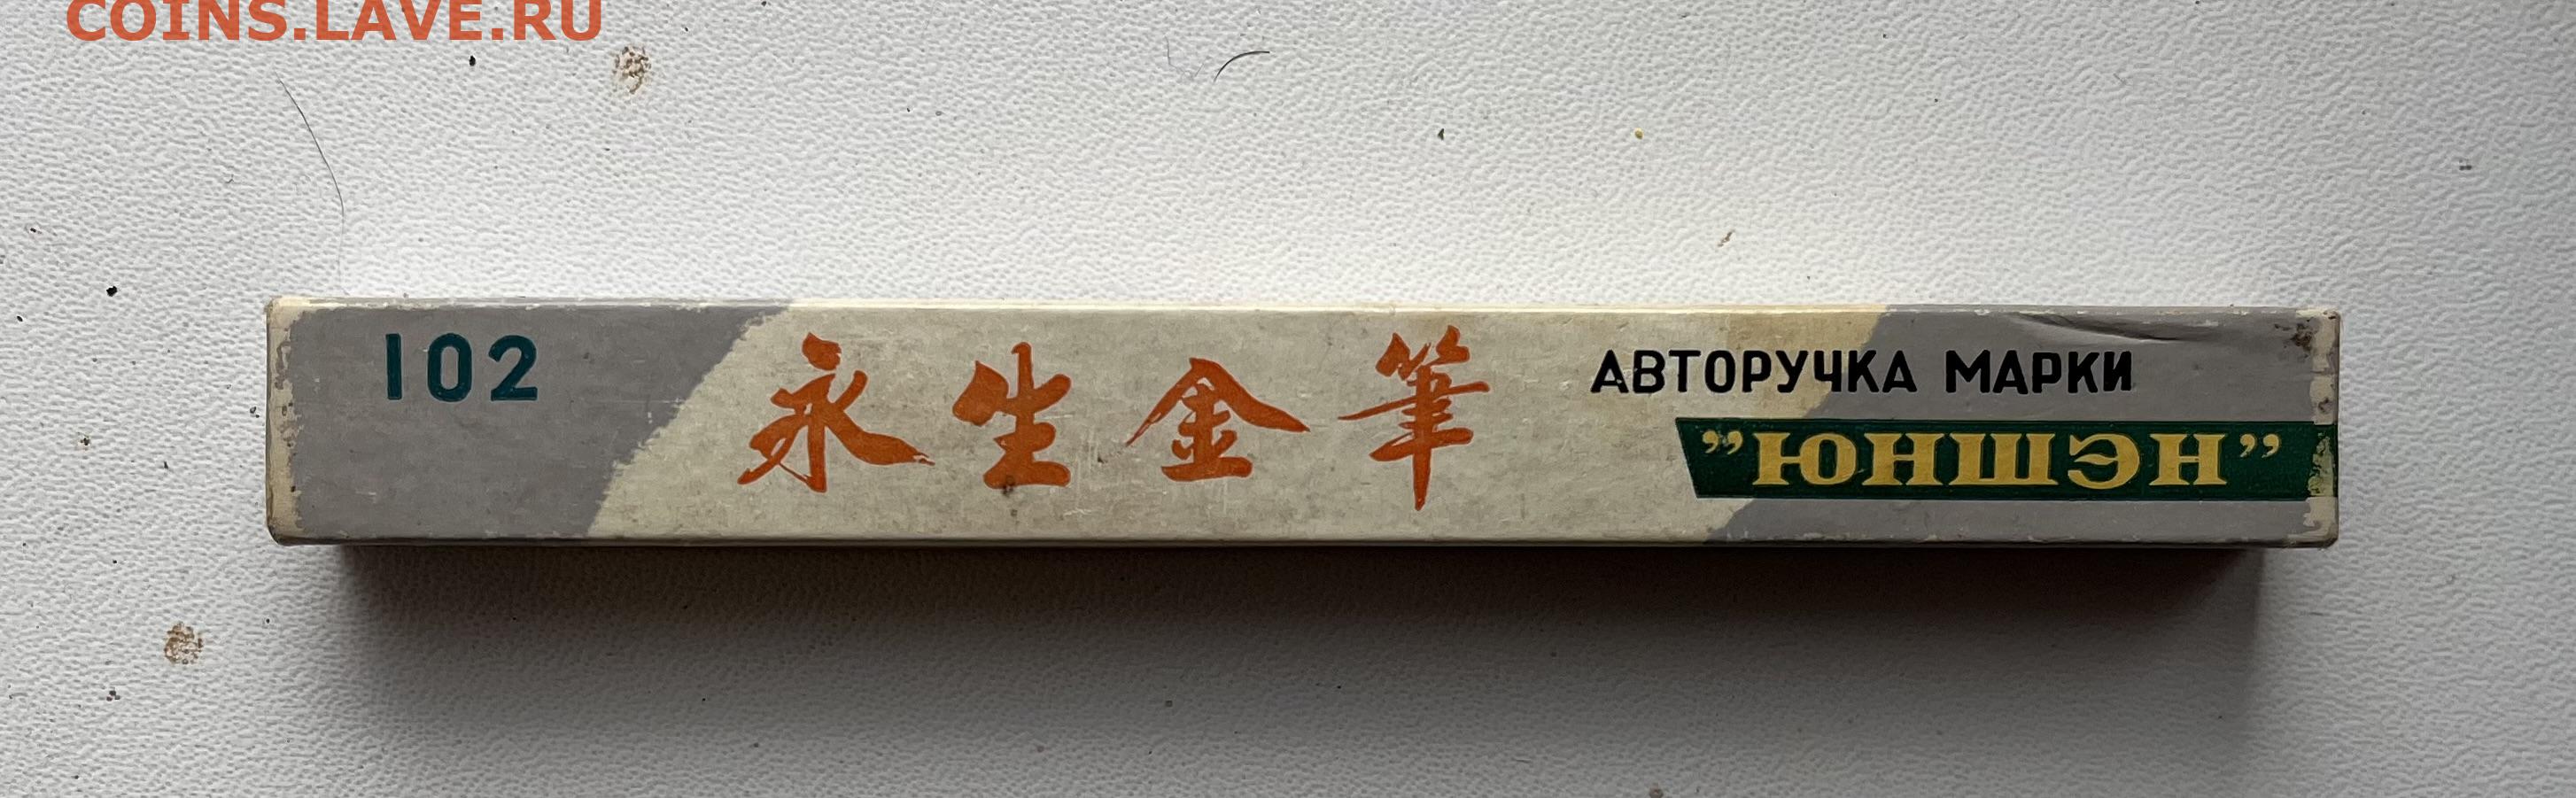 COINS.LAVE.RU
102
永生金筆
АВТОРУЧКА МАРКИ
”ЮНШЭН”